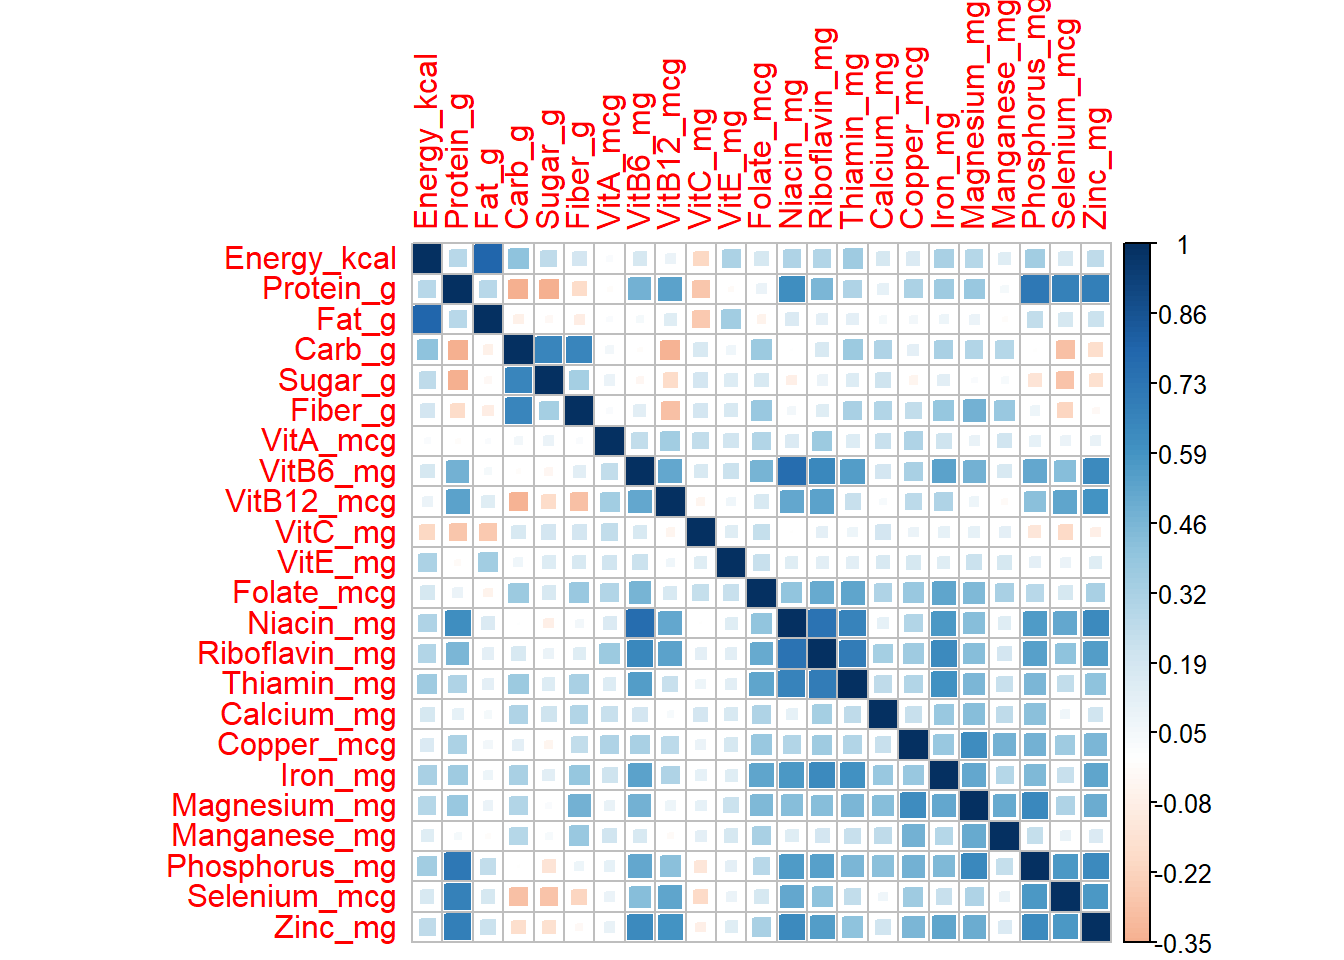 Energy_kcal
Protein_g
Fat_g
Carb_g
Sugar_g
Fiber_g
VitA_mcg
VitB6_mg
VitB12_mcg
VitC_mg
VitE_mg
Folate_mcg
Niacin_mg
Riboflavin_mg
Thiamin_mg
Calcium_mg
Copper_mcg
Iron_mg
Magnesium_mg
Manganese_mg
Phosphorus_mg
Selenium_mcg
Zinc_mg
Energy_kcal
Protein_g
Fat_g
Carb_g
Sugar_g
Fiber_g
VitA_mcg
VitB6_mg
VitB12_mcg
VitC_mg
VitE_mg
Folate_mcg
Niacin_mg
Riboflavin_mg
Thiamin_mg
Calcium_mg
Copper_mcg
Iron_mg
Magnesium_mg
Manganese_mg
Phosphorus_mg
Selenium_mcg
Zinc_mg
1
0.86
0.73
0.59
0.46
0.32
0.19
0.05
-0.08
-0.22
-0.35